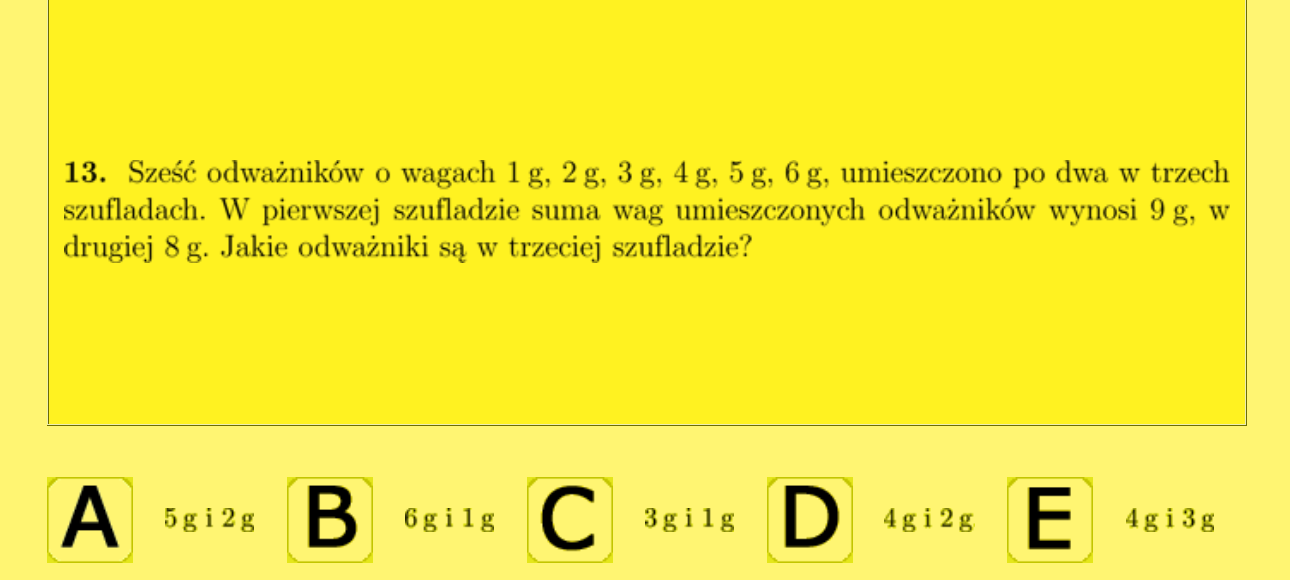 13. Sześć odważników o wagach 1 g, 2 g, 3 g, 4 g, 5 g, 6 g, umieszczono po dwa w trzech
szufladach. W pierwszej szufladzie suma wag umieszczonych odważników wynosi 9 g, w
drugiej 8 g. Jakie odważniki są w trzeciej szufladzie?
A 5 g i 2 g B 6 g i 1 g C 3 g i 1 g D 4 g i 2 g E 4 g i 3 g